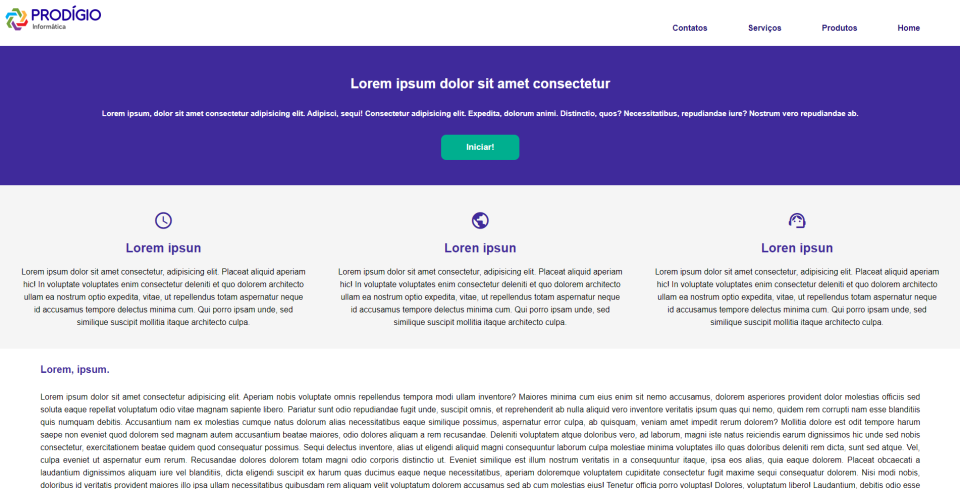 PRODÍGIO
Informática
Contatos Serviços Produtos Home
Lorem ipsum dolor sit amet consectetur
Lorem ipsum, dolor sit amet consectetur adipisicing elit. Adipisci, sequi! Consectetur adipisicing elit. Expedita, dolorum animi. Distinctio, quos? Necessitatibus, repudiandae iure? Nostrum vero repudiandae ab.
Iniciar!
Lorem ipsun
Lorem ipsum dolor sit amet consectetur, adipisicing elit. Placeat aliquid aperiam
hic! In voluptate voluptates enim consectetur deleniti et quo dolorem architecto
ullam ea nostrum optio expedita, vitae, ut repellendus totam aspernatur neque
id accusamus tempore delectus minima cum. Qui porro ipsam unde, sed
similique suscipit mollitia itaque architecto culpa.
Loren ipsun
Lorem ipsum dolor sit amet consectetur, adipisicing elit. Placeat aliquid aperiam
hic! In voluptate voluptates enim consectetur deleniti et quo dolorem architecto
ullam ea nostrum optio expedita, vitae, ut repellendus totam aspernatur neque
id accusamus tempore delectus minima cum. Qui porro ipsam unde, sed
similique suscipit mollitia itaque architecto culpa.
Loren ipsun
Lorem ipsum dolor sit amet consectetur, adipisicing elit. Placeat aliquid aperiam
hic! In voluptate voluptates enim consectetur deleniti et quo dolorem architecto
ullam ea nostrum optio expedita, vitae, ut repellendus totam aspernatur neque
id accusamus tempore delectus minima cum. Qui porro ipsam unde, sed
similique suscipit mollitia itaque architecto culpa.
Lorem, ipsum.
Lorem ipsum dolor sit amet consectetur adipisicing elit. Aperiam nobis voluptate omnis repellendus tempora modi ullam inventore? Maiores minima cum eius enim sit nemo accusamus, dolorem asperiores provident dolor molestias officiis sed
soluta eaque repellat voluptatum odio vitae magnam sapiente libero. Pariatur sunt odio repudiandae fugit unde, suscipit omnis, et reprehenderit ab nulla aliquid vero inventore veritatis ipsum quas qui nemo, quidem rem corrupti nam esse blanditiis
quis numquam debitis. Accusantium nam ex molestias cumque natus dolorum alias necessitatibus eaque similique possimus, aspernatur error culpa, ab quisquam, veniam amet impedit rerum dolorem? Mollitia dolore est odit tempore harum
saepe non eveniet quod dolorem sed magnam autem accusantium beatae maiores, odio dolores aliquam a rem recusandae. Deleniti voluptatem atque doloribus vero, ad laborum, magni iste natus reiciendis earum dignissimos hic unde sed nobis
consectetur, exercitationem beatae quidem quod consequatur possimus. Sequi delectus inventore, alias ut eligendi aliquid magni consequuntur laborum culpa molestiae minima voluptates illo quas doloribus deleniti rem dicta, sunt sed atque. Vel,
culpa eveniet ut aspernatur eum rerum. Recusandae dolores dolorem totam magni odio corporis distinctio ut. Eveniet similique est illum nostrum veritatis in a consequuntur itaque, ipsa eos alias, quia eaque dolorem. Placeat obcaecati a
laudantium dignissimos aliquam iure vel blanditiis, dicta eligendi suscipit ex harum quas ducimus eaque neque necessitatibus, aperiam doloremque voluptatem cupiditate consectetur fugit maxime sequi consequatur dolorem. Nisi modi nobis,
doloribus id veritatis provident maiores illo ipsa ullam necessitatibus quibusdam rem aliquam velit voluptatum dolorem accusamus sed ab cum molestias eius! Tenetur officia porro voluptas! Dolores, voluptatum libero! Laudantium, debitis odio esse